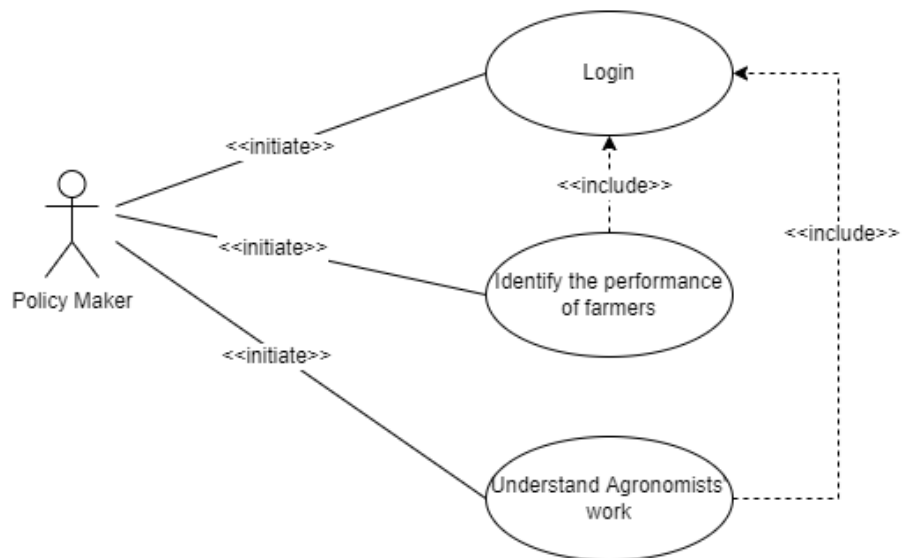 Login
<<initiate>>
<<include>>
<<include>>
<<initiate>>
Identify the performance
of farmers
Policy Maker
<<initiate>>
Understand Agronomists
work